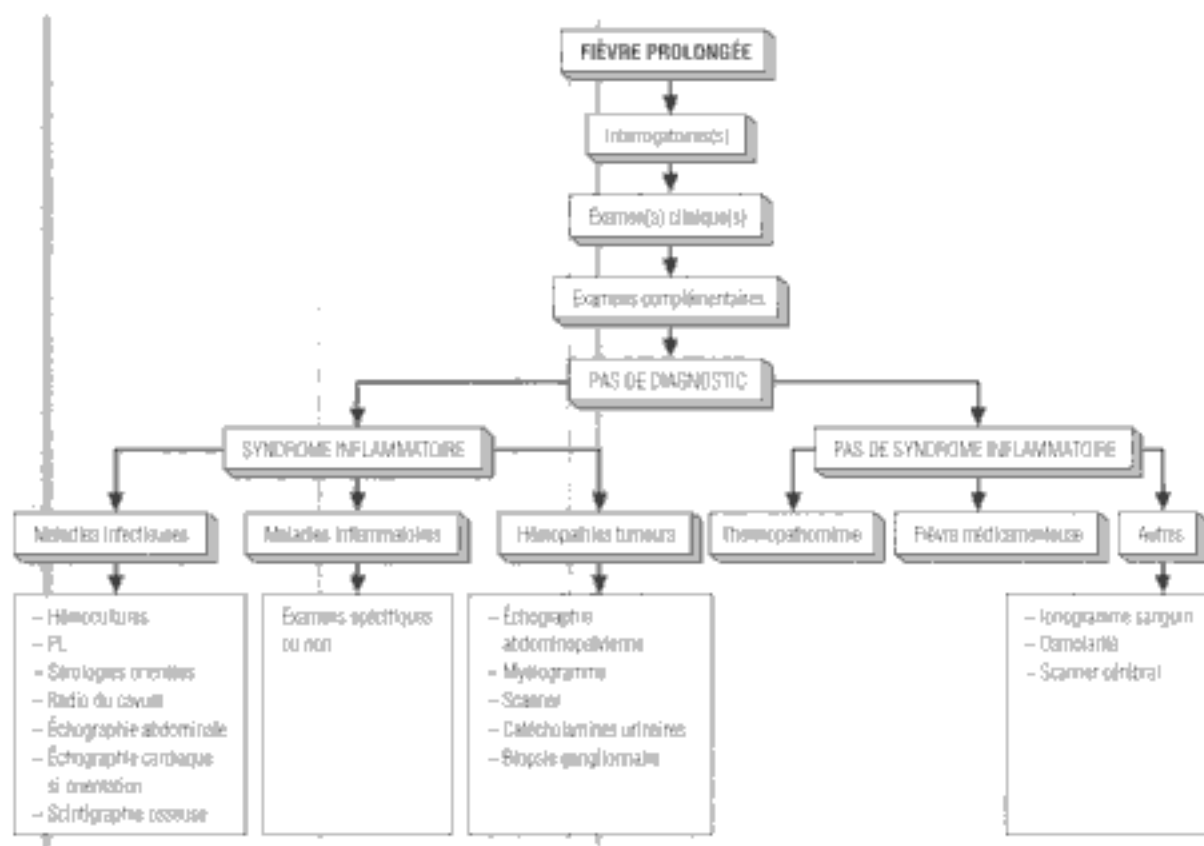 FIÈVRE PROLONGÉE
Interrogatoire(s)
Examen(s) clinique(s)
Examens complémentaires
PAS DE DIAGNOSTIC
SYNDROME INFLAMMATOIRE
PAS DE SYNDROME INFLAMMATOIRE
Maladies infectieuses
Maladies inflammatoires
Hémopathies tumeurs
Thermopathomimie
Fièvre médicamenteuse
Autres
– Hémocultures
– PL
– Sérologies orientées
– Radio du cavum
– Échographie abdominale
– Échographie cardiaque
si orientation
– Scintigraphie osseuse
Examens spécifiques
ou non
– Échographie
abdominopelvienne
– Myélogramme
– Scanner
– Catécholamines urinaires
– Biopsie ganglionnaire
– Ionogramme sanguin
– Osmolarité
– Scanner cérébral